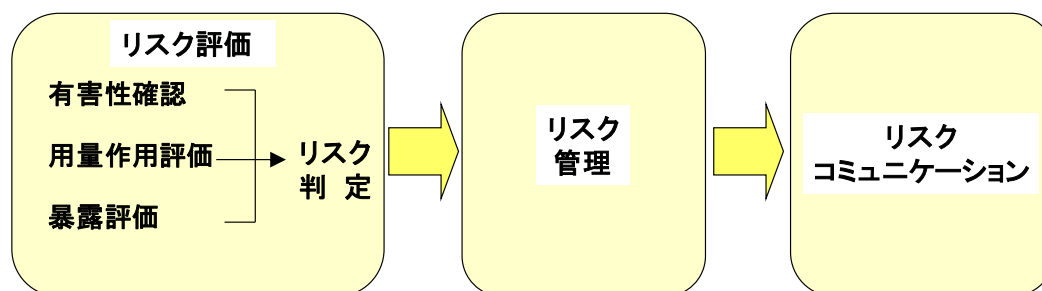 リスク評価
有害性確認
用量作用評価
暴露評価
リスク
判 定
リスク
管理
リスク
コミュニケーション